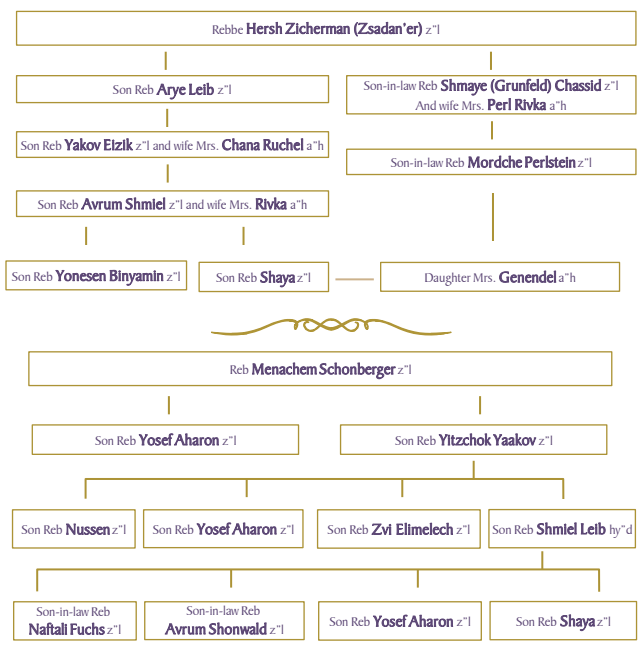 Rebbe Hersh Zicherman (Zsadan'er) z"l
Son Reb Arye Leib z"l
Son-in-law Reb Shmaye (Grunfeld) Chassid z"l
And wife Mrs. Perl Rivka a"h
Son Reb Yakov Eizik z"l and wife Mrs. Chana Ruchel a"h
Son-in-law Reb Mordche Perlstein z"l
Son Reb Avrum Shmiel z"l and wife Mrs. Rivka a"h
Son Reb Yonesen Binyamin z"l
Son Reb Shaya z"l
Daughter Mrs. Genendel a"h
Reb Menachem Schonberger z"l
Son Reb Yosef Aharon z"l
Son Reb Yitzchok Yaakov z"l
Son Reb Nussen z"l
Son Reb Yosef Aharon z"l
Son Reb Zvi Elimelech z"l
Son Reb Shmiel Leib hy"d
Son-in-law Reb
Naftali Fuchs z"l
Son-in-law Reb
Avrum Shonwald z"l
Son Reb Yosef Aharon z"l
Son Reb Shaya z"l